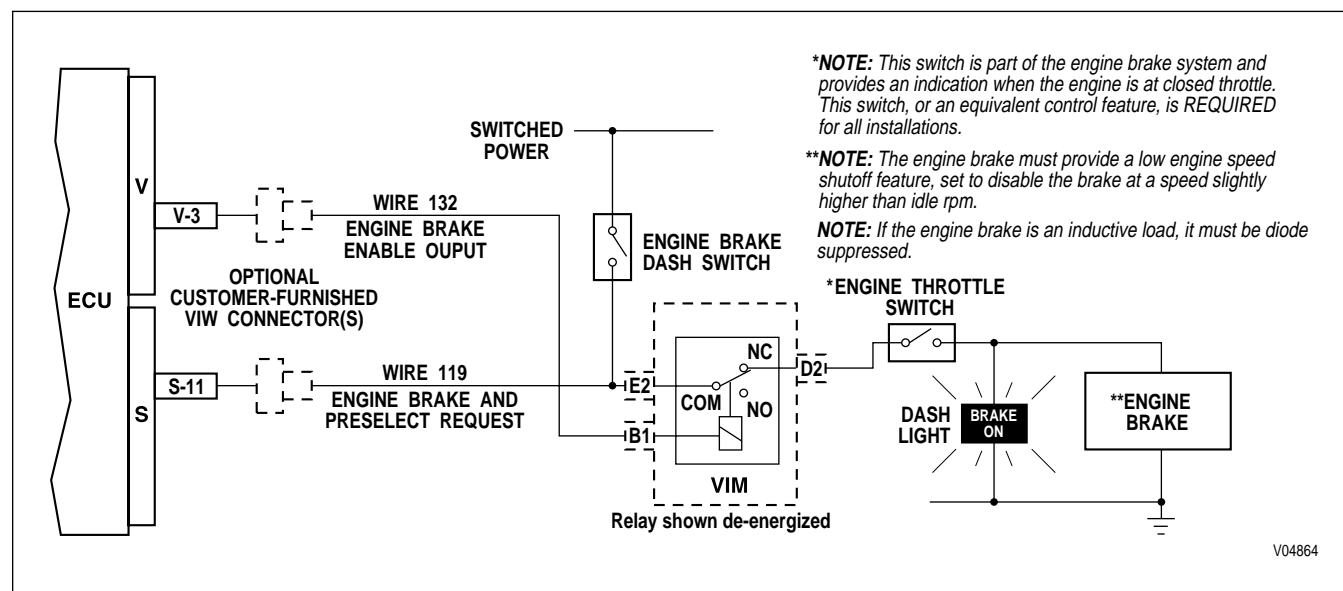 *NOTE: This switch is part of the engine brake system and
provides an indication when the engine is at closed throttle.
This switch, or an equivalent control feature, is REQUIRED
for all installations.
**NOTE: The engine brake must provide a low engine speed
shutoff feature, set to disable the brake at a speed slightly
higher than idle rpm.
NOTE: If the engine brake is an inductive load, it must be diode
suppressed.
SWITCHED
POWER
V
V-3
WIRE 132
ENGINE BRAKE
ENABLE OUPUT
ENGINE BRAKE
DASH SWITCH
OPTIONAL
CUSTOMER-FURNISHED
VIW CONNECTOR(S)
ECU
*ENGINE THROTTLE
SWITCH
S
S-11
WIRE 119
ENGINE BRAKE AND
PRESELECT REQUEST
E2
COM
NC
NO
D2
B1
VIM
Relay shown de-energized
DASH
LIGHT
BRAKE
ON
**ENGINE
BRAKE
V04864